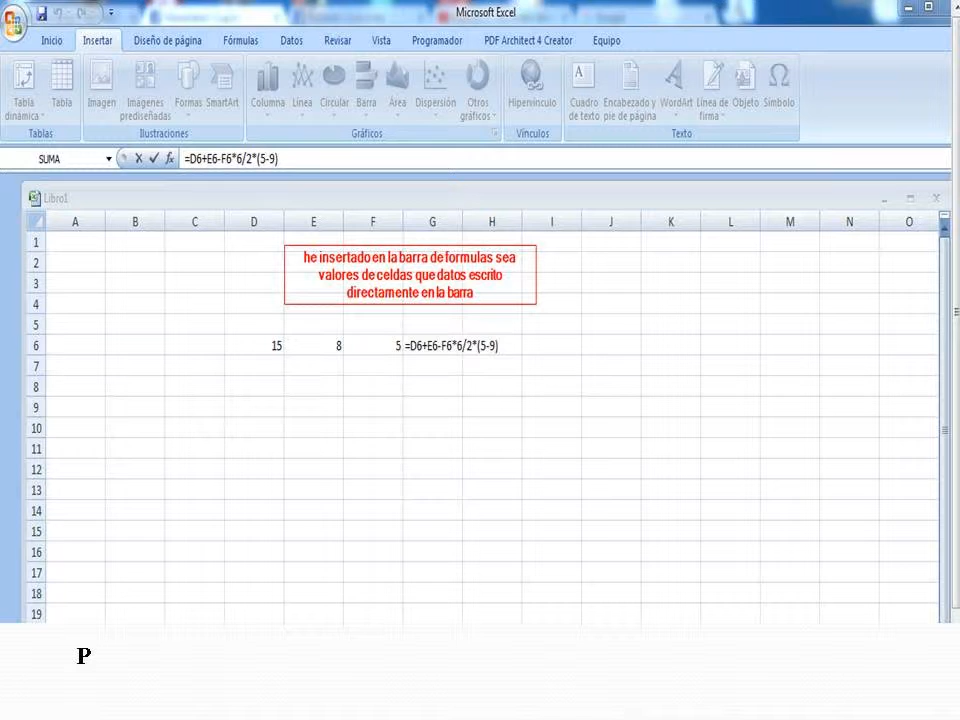 Microsoft Excel
Inicio Insertar Diseño de página Fórmulas Datos Revisar Vista Programador PDF Architect 4 Creator Equipo
Tabla dinámica Tabla Imagen Imágenes prediseñadas Formas SmartArt Columna Línea Circular Barra Área Dispersión Otros gráficos Hipervínculo Cuadro de texto Encabezado y pie de página WordArt Línea de firma Objeto Símbolo
Tablas Ilustraciones Gráficos Vínculos Texto
SUMA fx =D6+E6-F6*6/2*(5-9)
Libro1
A B C D E F G H I J K L M N O
1
he insertado en la barra de formulas sea
2
valores de celdas que datos escrito
3
directamente en la barra
4
5
6 15 8 5 =D6+E6-F6*6/2*(5-9)
7
8
9
10
11
12
13
14
15
16
17
18
19
P